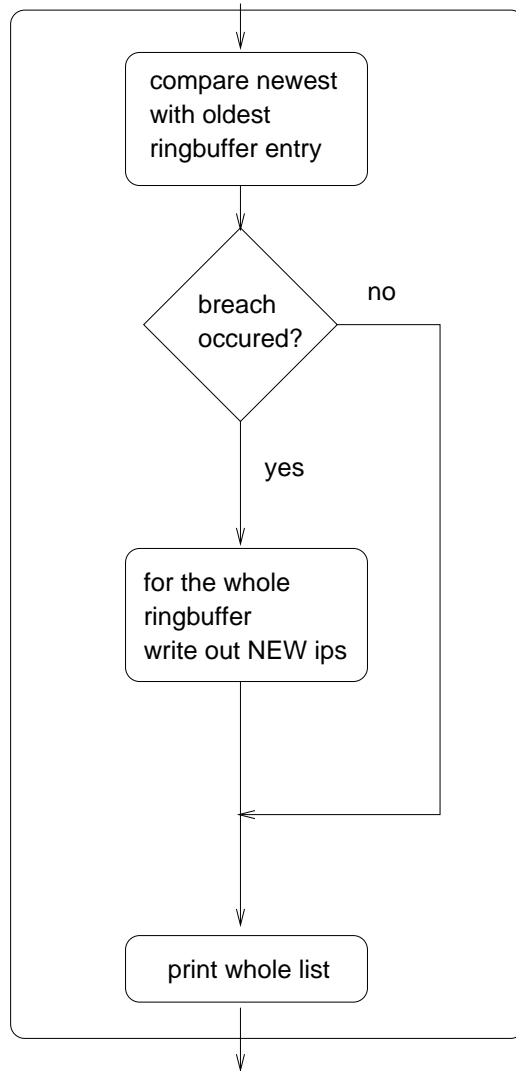 compare newest
with oldest
ringbuffer entry
breach
occured?
no
yes
for the whole
ringbuffer
write out NEW ips
print whole list